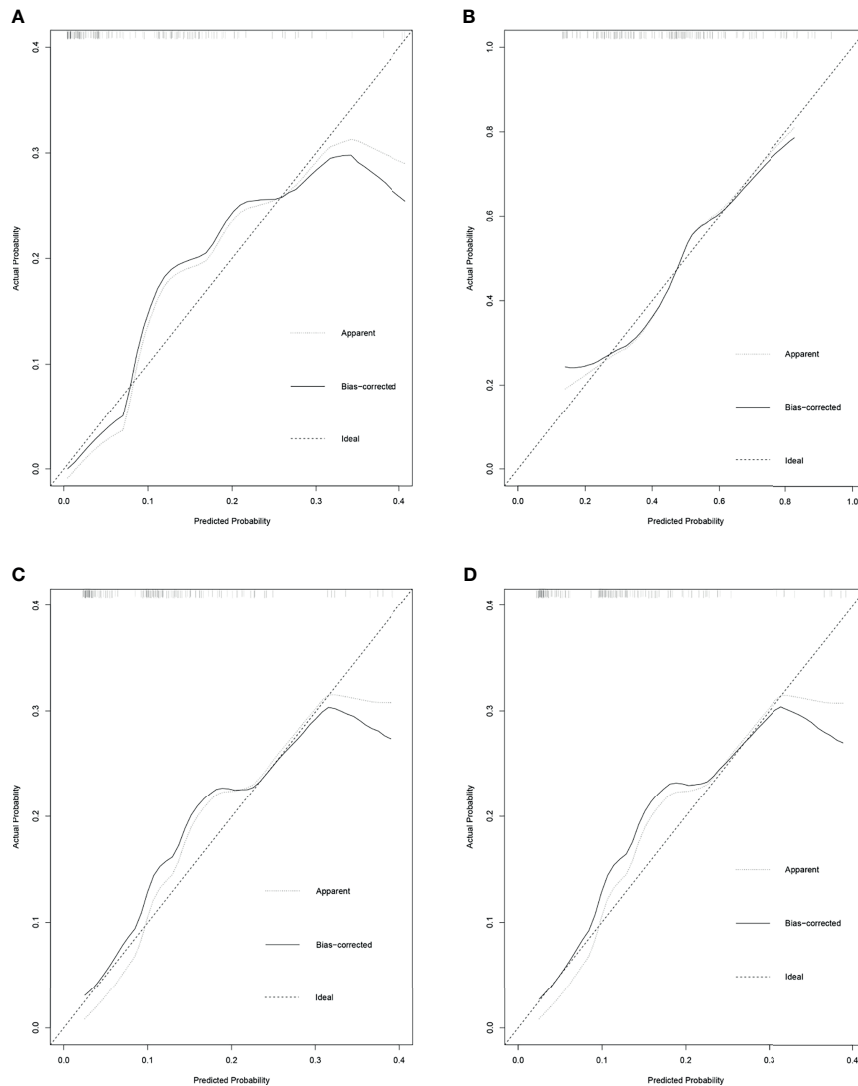 A
0.4
0.3
0.2
0.1
0.0
Actual Probability
Apparent
Bias−corrected
Ideal
0.0 0.1 0.2 0.3 0.4
Predicted Probability
B
1.0
0.8
0.6
0.4
0.2
0.0
Actual Probability
Apparent
Bias−corrected
Ideal
0.0 0.2 0.4 0.6 0.8 1.0
Predicted Probability
C
0.4
0.3
0.2
0.1
0.0
Actual Probability
Apparent
Bias−corrected
Ideal
0.0 0.1 0.2 0.3 0.4
Predicted Probability
D
0.4
0.3
0.2
0.1
0.0
Actual Probability
Apparent
Bias−corrected
Ideal
0.0 0.1 0.2 0.3 0.4
Predicted Probability